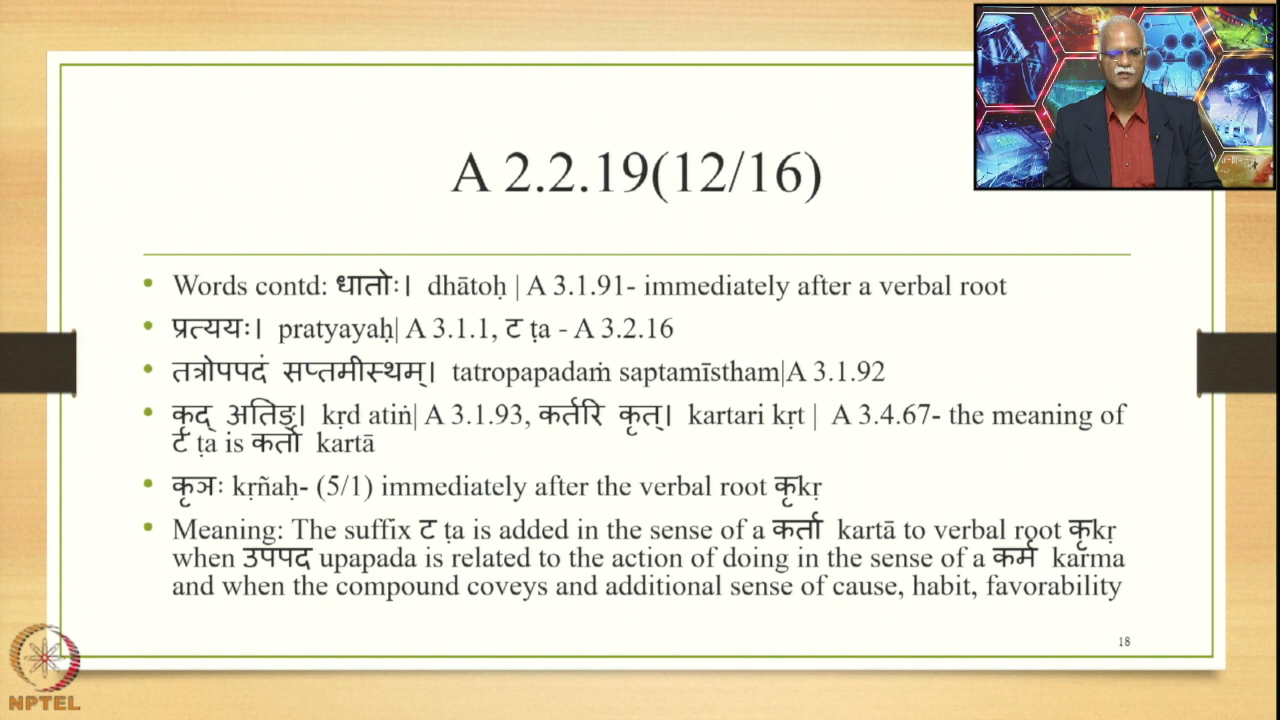 A 2.2.19(12/16)
• Words contd: धातोः। dhātoḥ | A 3.1.91- immediately after a verbal root
• प्रत्ययः। pratyayaḥ| A 3.1.1, ट ṭa - A 3.2.16
• तत्रोपपदं सप्तमीस्थम्। tatropapadaṁ saptamīstham|A 3.1.92
• कृद् अतिङ्। kṛd atiṅ| A 3.1.93, कर्तरि कृत्। kartari kṛt | A 3.4.67- the meaning of
ट ṭa is कर्ता kartā
• कृञः kṛñaḥ- (5/1) immediately after the verbal root कृkṛ
• Meaning: The suffix ट ṭa is added in the sense of a कर्ता kartā to verbal root कृkṛ
when उपपद upapada is related to the action of doing in the sense of a कर्म karma
and when the compound coveys and additional sense of cause, habit, favorability
18
NPTEL